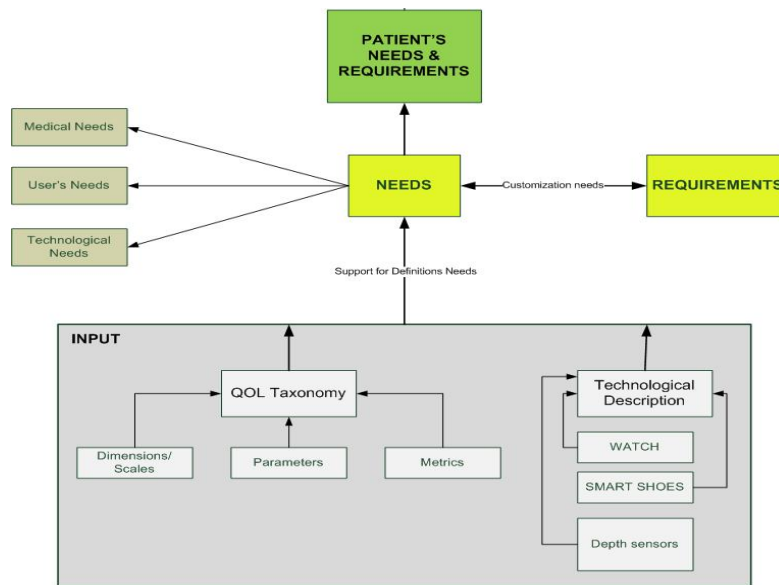 PATIENT'S
NEEDS &
REQUIREMENTS
Medical Needs
User's Needs
Technological
Needs
NEEDS
Customization needs
REQUIREMENTS
Support for Definitions Needs
INPUT
QOL Taxonomy
Technological
Description
Dimensions/
Scales
Parameters
Metrics
WATCH
SMART SHOES
Depth sensors